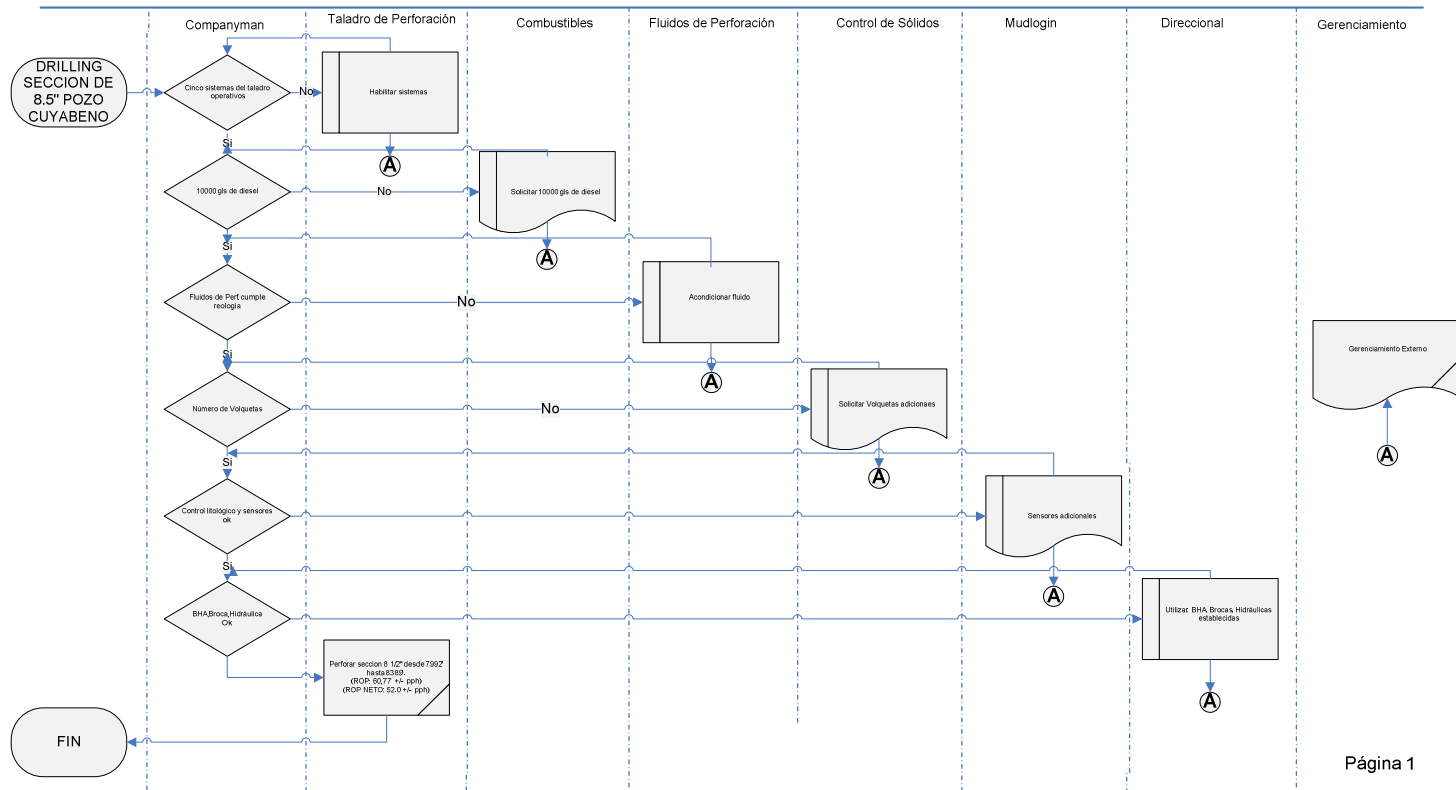 Companyman
Taladro de Perforación
Combustibles
Fluidos de Perforación
Control de Sólidos
Mudlogin
Direccional
Gerenciamiento
DRILLING
SECCION DE
8.5" POZO
CUYABENO
Cinco sistemas del taladro
operativos
No
Habilitar sistemas
Si
A
10000 gls de diesel
No
Solicitar 10000 gls de diesel
Si
A
Fluidos de Perf, cumple
reología
No
Acondicionar fluido
Si
A
Gerenciamiento Externo
A
Número de Volquetas
No
Solicitar Volquetas adicionaes
Si
A
Control litológico y sensores
ok
Sensores adicionales
Si
A
BHA,Broca,Hidráulica
Ok
Utilizar, BHA, Brocas, Hidráulicas
establecidas
A
Perforar seccion 8 1/2" desde 7992'
hasta 8389'.
(ROP: 60,77 +/- pph)
(ROP NETO: 52.0 +/- pph)
FIN
Página 1